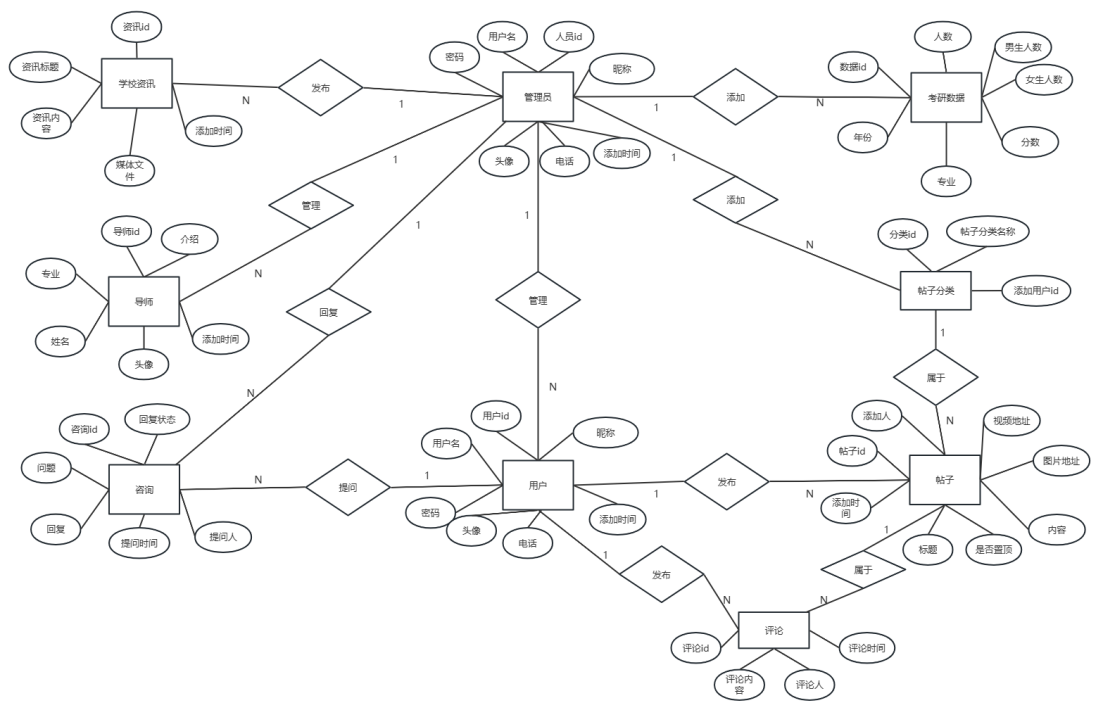 资讯id
资讯标题
学校资讯
资讯内
容
添加时间
媒体文
件
N
发布
1
用户名
人员id
密码
昵称
管理员
头像
电话
添加时间
1
添加
N
人数
男生人数
数据id
女生人数
考研数据
年份
分数
专业
1
管理
N
1
添加
N
导师id
介绍
专业
导师
姓名
添加时间
头像
1
回复
N
1
管理
N
分类id
帖子分类名称
帖子分类
添加用户id
1
属于
N
咨询id
回复状态
问题
咨询
回复
提问时间
提问人
N
提问
1
用户id
用户名
昵称
用户
密码
头像
电话
添加时间
1
发布
N
添加人
视频地址
帖子id
图片地址
帖子
添加时
间
内容
标题
是否置顶
1
发布
N
1
属于
N
评论id
评论
评论时间
评论内
容
评论人